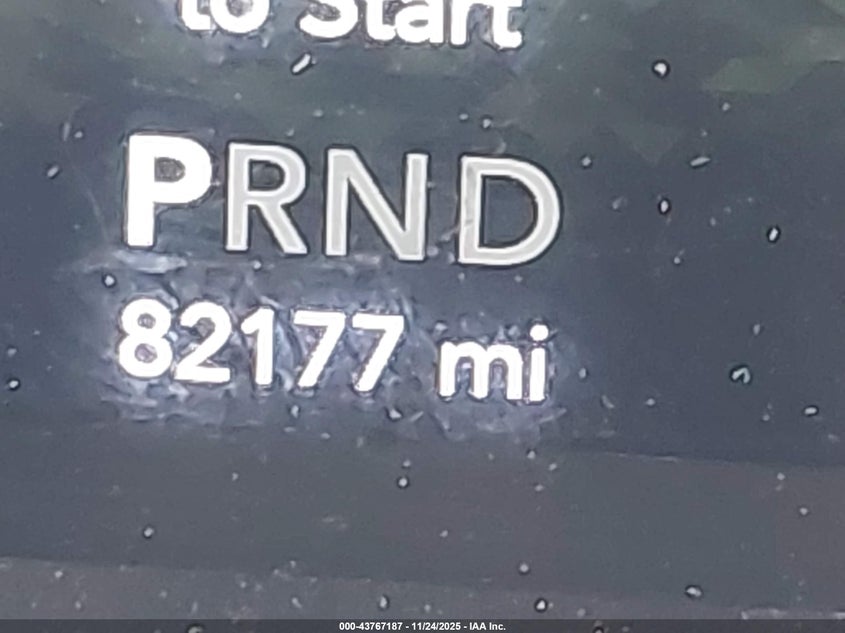 to Start
PRND
82177 mi
000-43767187 - 11/24/2025 - IAA Inc.